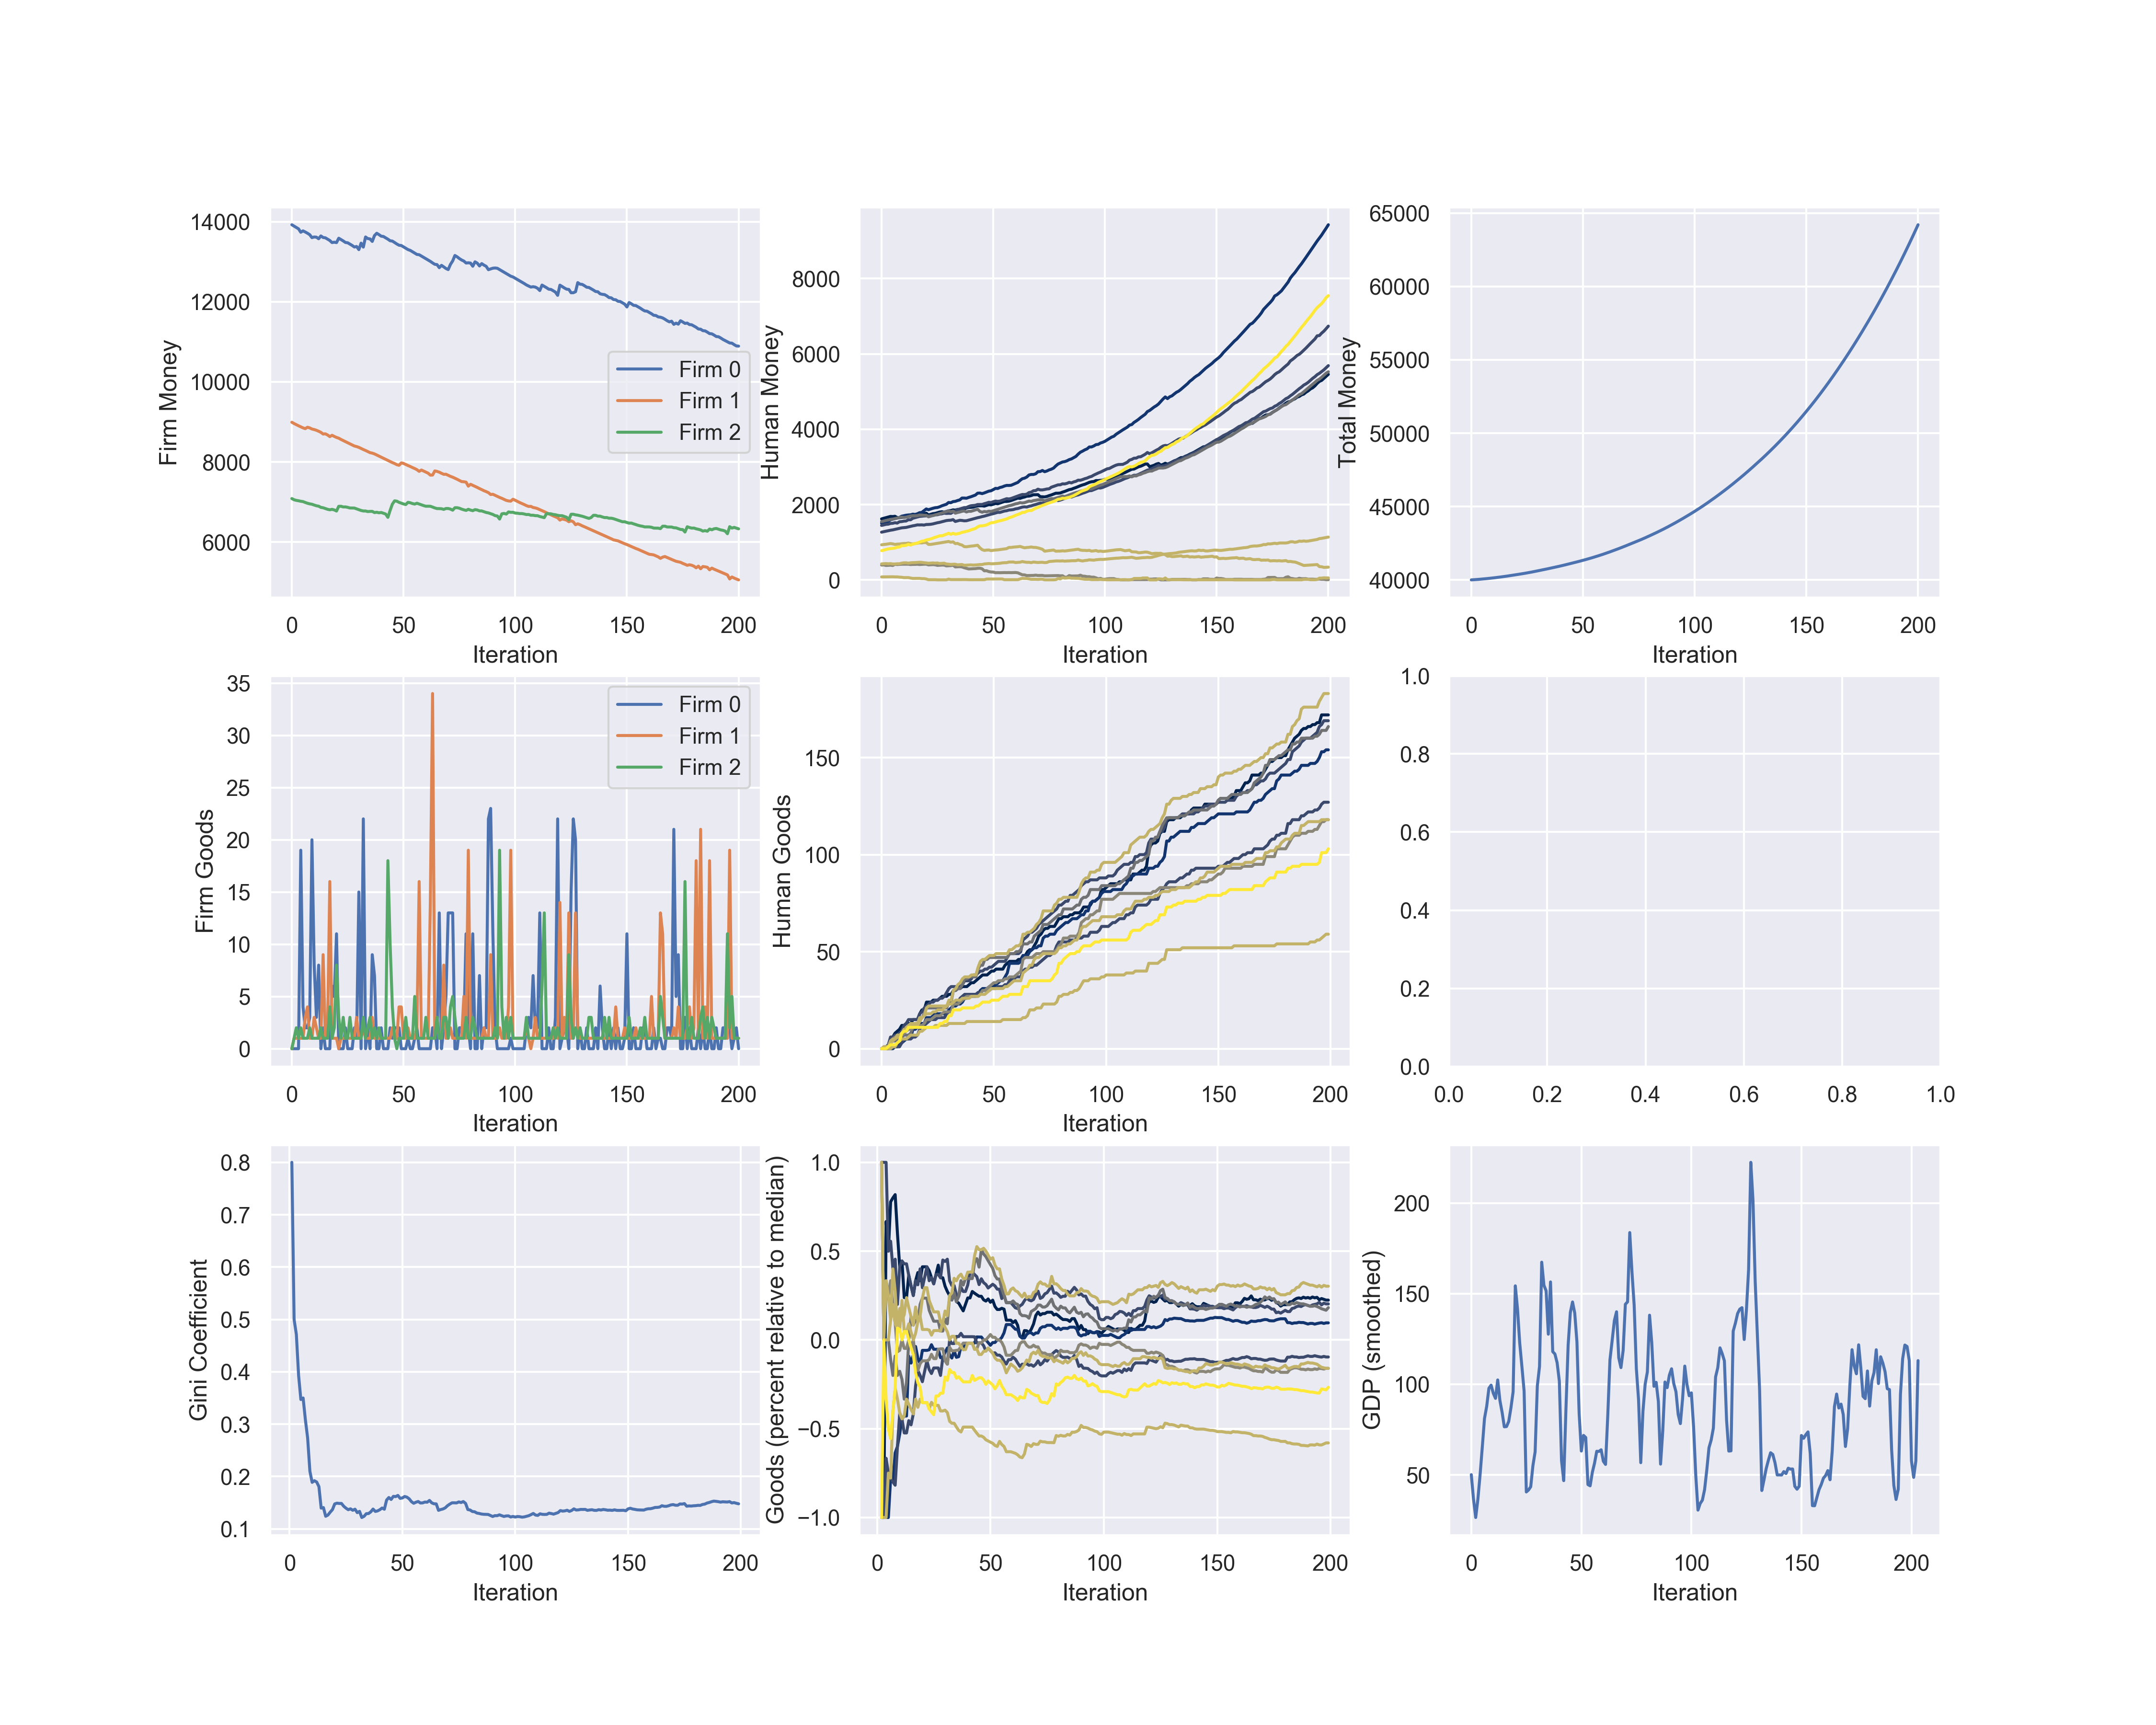 Firm Money
14000
12000
10000
8000
6000
Firm 0
Firm 1
Firm 2
0 50 100 150 200
Iteration
Human Money
8000
6000
4000
2000
0
0 50 100 150 200
Iteration
Total Money
65000
60000
55000
50000
45000
40000
0 50 100 150 200
Iteration
Firm Goods
35
30
25
20
15
10
5
0
Firm 0
Firm 1
Firm 2
0 50 100 150 200
Iteration
Human Goods
150
100
50
0
0 50 100 150 200
Iteration
1.0
0.8
0.6
0.4
0.2
0.0
0.0 0.2 0.4 0.6 0.8 1.0
Gini Coefficient
0.8
0.7
0.6
0.5
0.4
0.3
0.2
0.1
0 50 100 150 200
Iteration
Goods (percent relative to median)
1.0
0.5
0.0
−0.5
−1.0
0 50 100 150 200
Iteration
GDP (smoothed)
200
150
100
50
0 50 100 150 200
Iteration